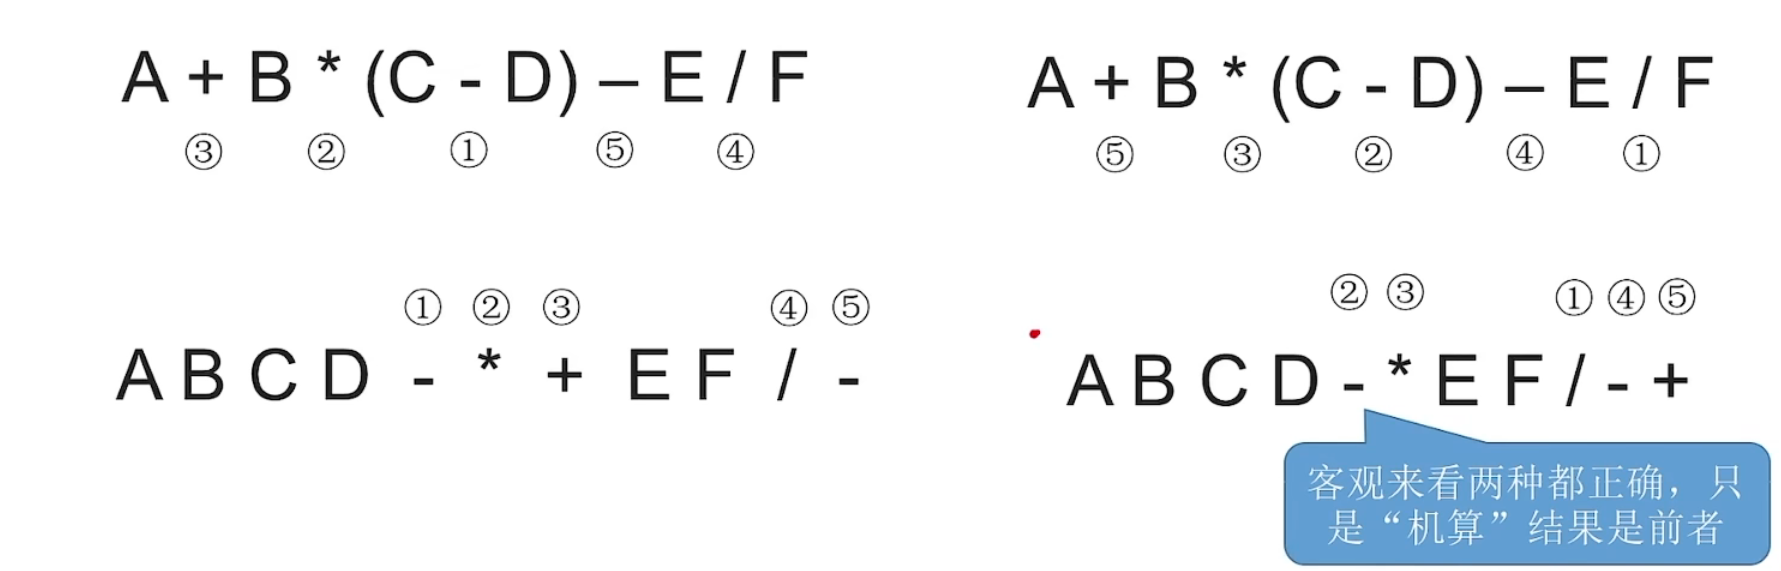 A + B * (C - D) – E / F
③ ② ① ⑤ ④
① ② ③ ④ ⑤
A B C D - * + E F / -
A + B * (C - D) – E / F
⑤ ③ ② ④ ①
② ③ ① ④ ⑤
A B C D - * E F / - +
客观来看两种都正确，只
是“机算”结果是前者